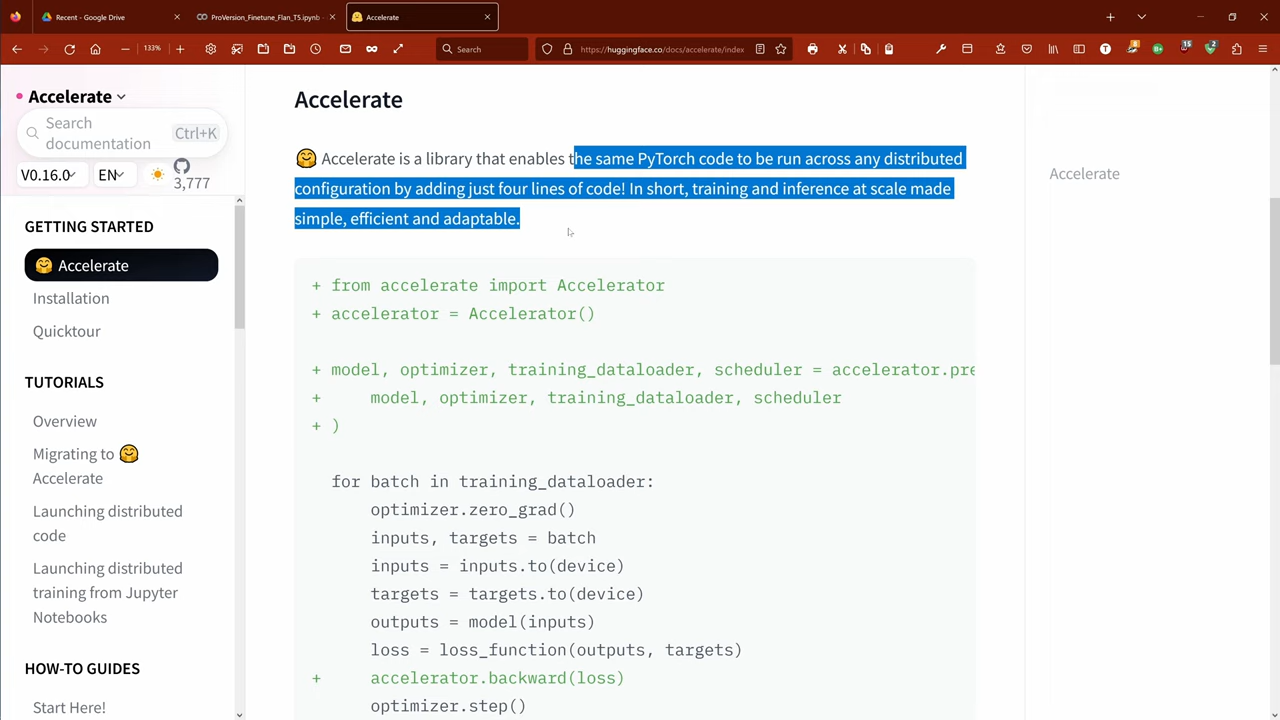 Recent - Google Drive
ProVersion_Finetune_Flan_T5.ipynb -
Accelerate
133%
Search
https://huggingface.co/docs/accelerate/index
T
15
2
Accelerate
Search documentation
Ctrl+K
V0.16.0
EN
3,777
GETTING STARTED
🤗 Accelerate
Installation
Quicktour
TUTORIALS
Overview
Migrating to 🤗
Accelerate
Launching distributed
code
Launching distributed
training from Jupyter
Notebooks
HOW-TO GUIDES
Start Here!
Accelerate
🤗 Accelerate is a library that enables the same PyTorch code to be run across any distributed
configuration by adding just four lines of code! In short, training and inference at scale made
simple, efficient and adaptable.
+ from accelerate import Accelerator
+ accelerator = Accelerator()
+ model, optimizer, training_dataloader, scheduler = accelerator.pre
+     model, optimizer, training_dataloader, scheduler
+ )
for batch in training_dataloader:
optimizer.zero_grad()
inputs, targets = batch
inputs = inputs.to(device)
targets = targets.to(device)
outputs = model(inputs)
loss = loss_function(outputs, targets)
+     accelerator.backward(loss)
optimizer.step()
Accelerate